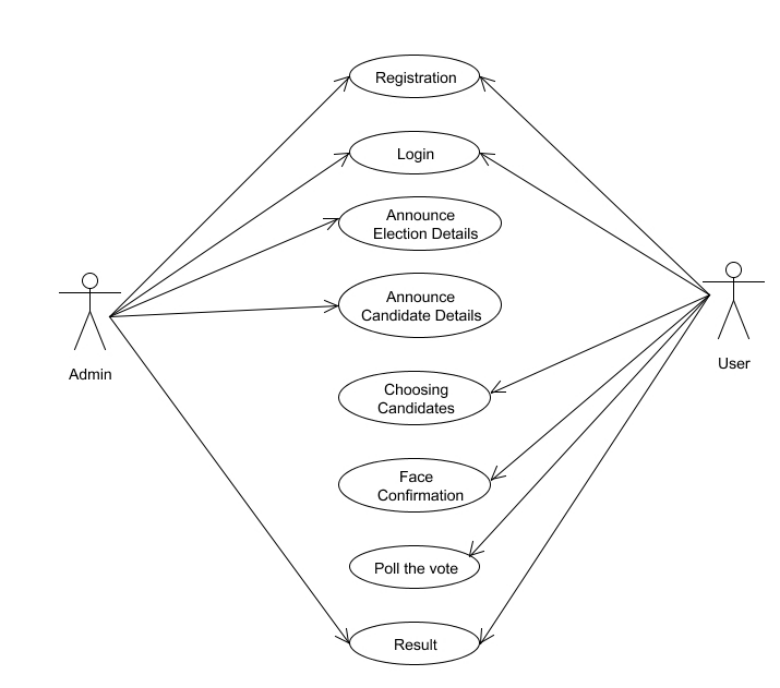 Registration
Login
Announce
Election Details
Announce
Candidate Details
Admin
User
Choosing
Candidates
Face
Confirmation
Poll the vote
Result